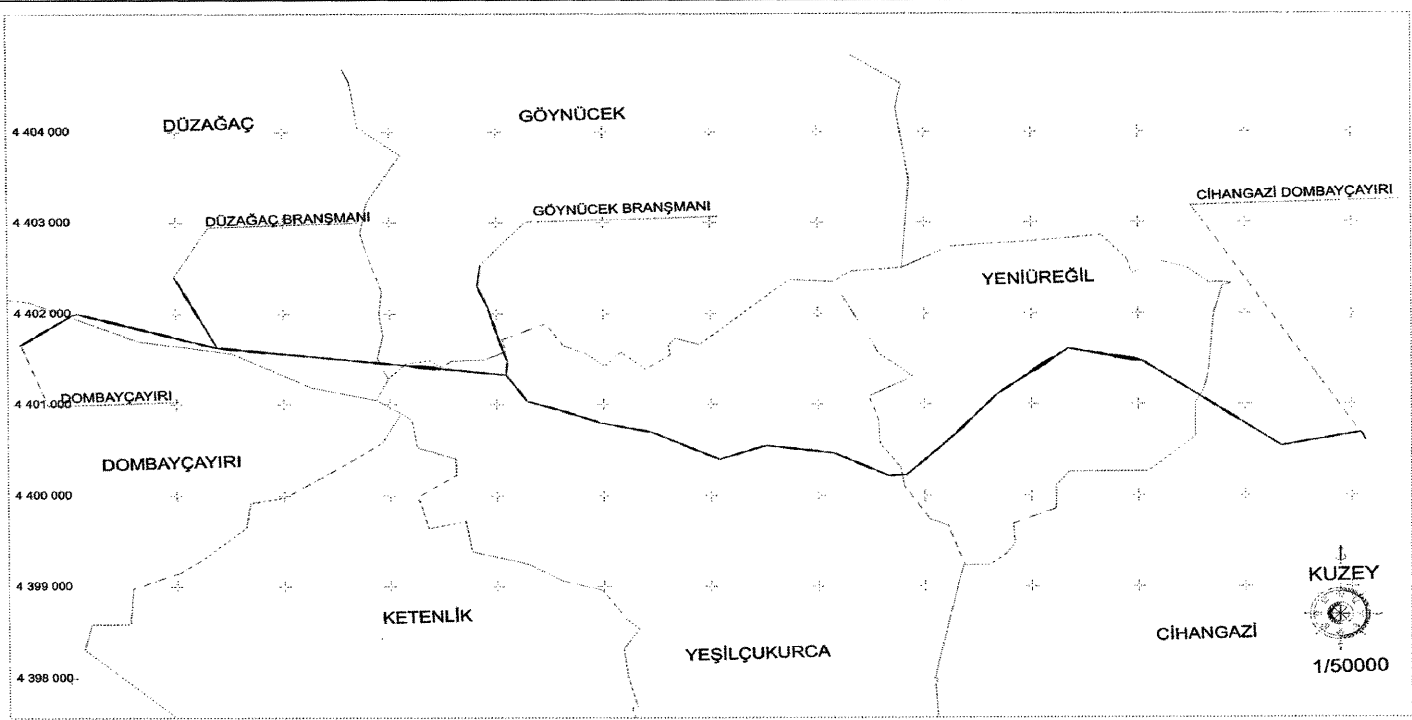 4 404 000
DÜZAĞAÇ
GÖYNÜCEK
4 403 000
DÜZAĞAÇ BRANŞMANI
GÖYNÜCEK BRANŞMANI
CİHANGAZİ DOMBAYÇAYIRI
4 402 000
YENİÜREĞİL
4 401 000
DOMBAYÇAYIRI
DOMBAYÇAYIRI
4 400 000
4 399 000
KETENLİK
YEŞİLÇUKURCA
CİHANGAZİ
KUZEY
1/50000
4 398 000